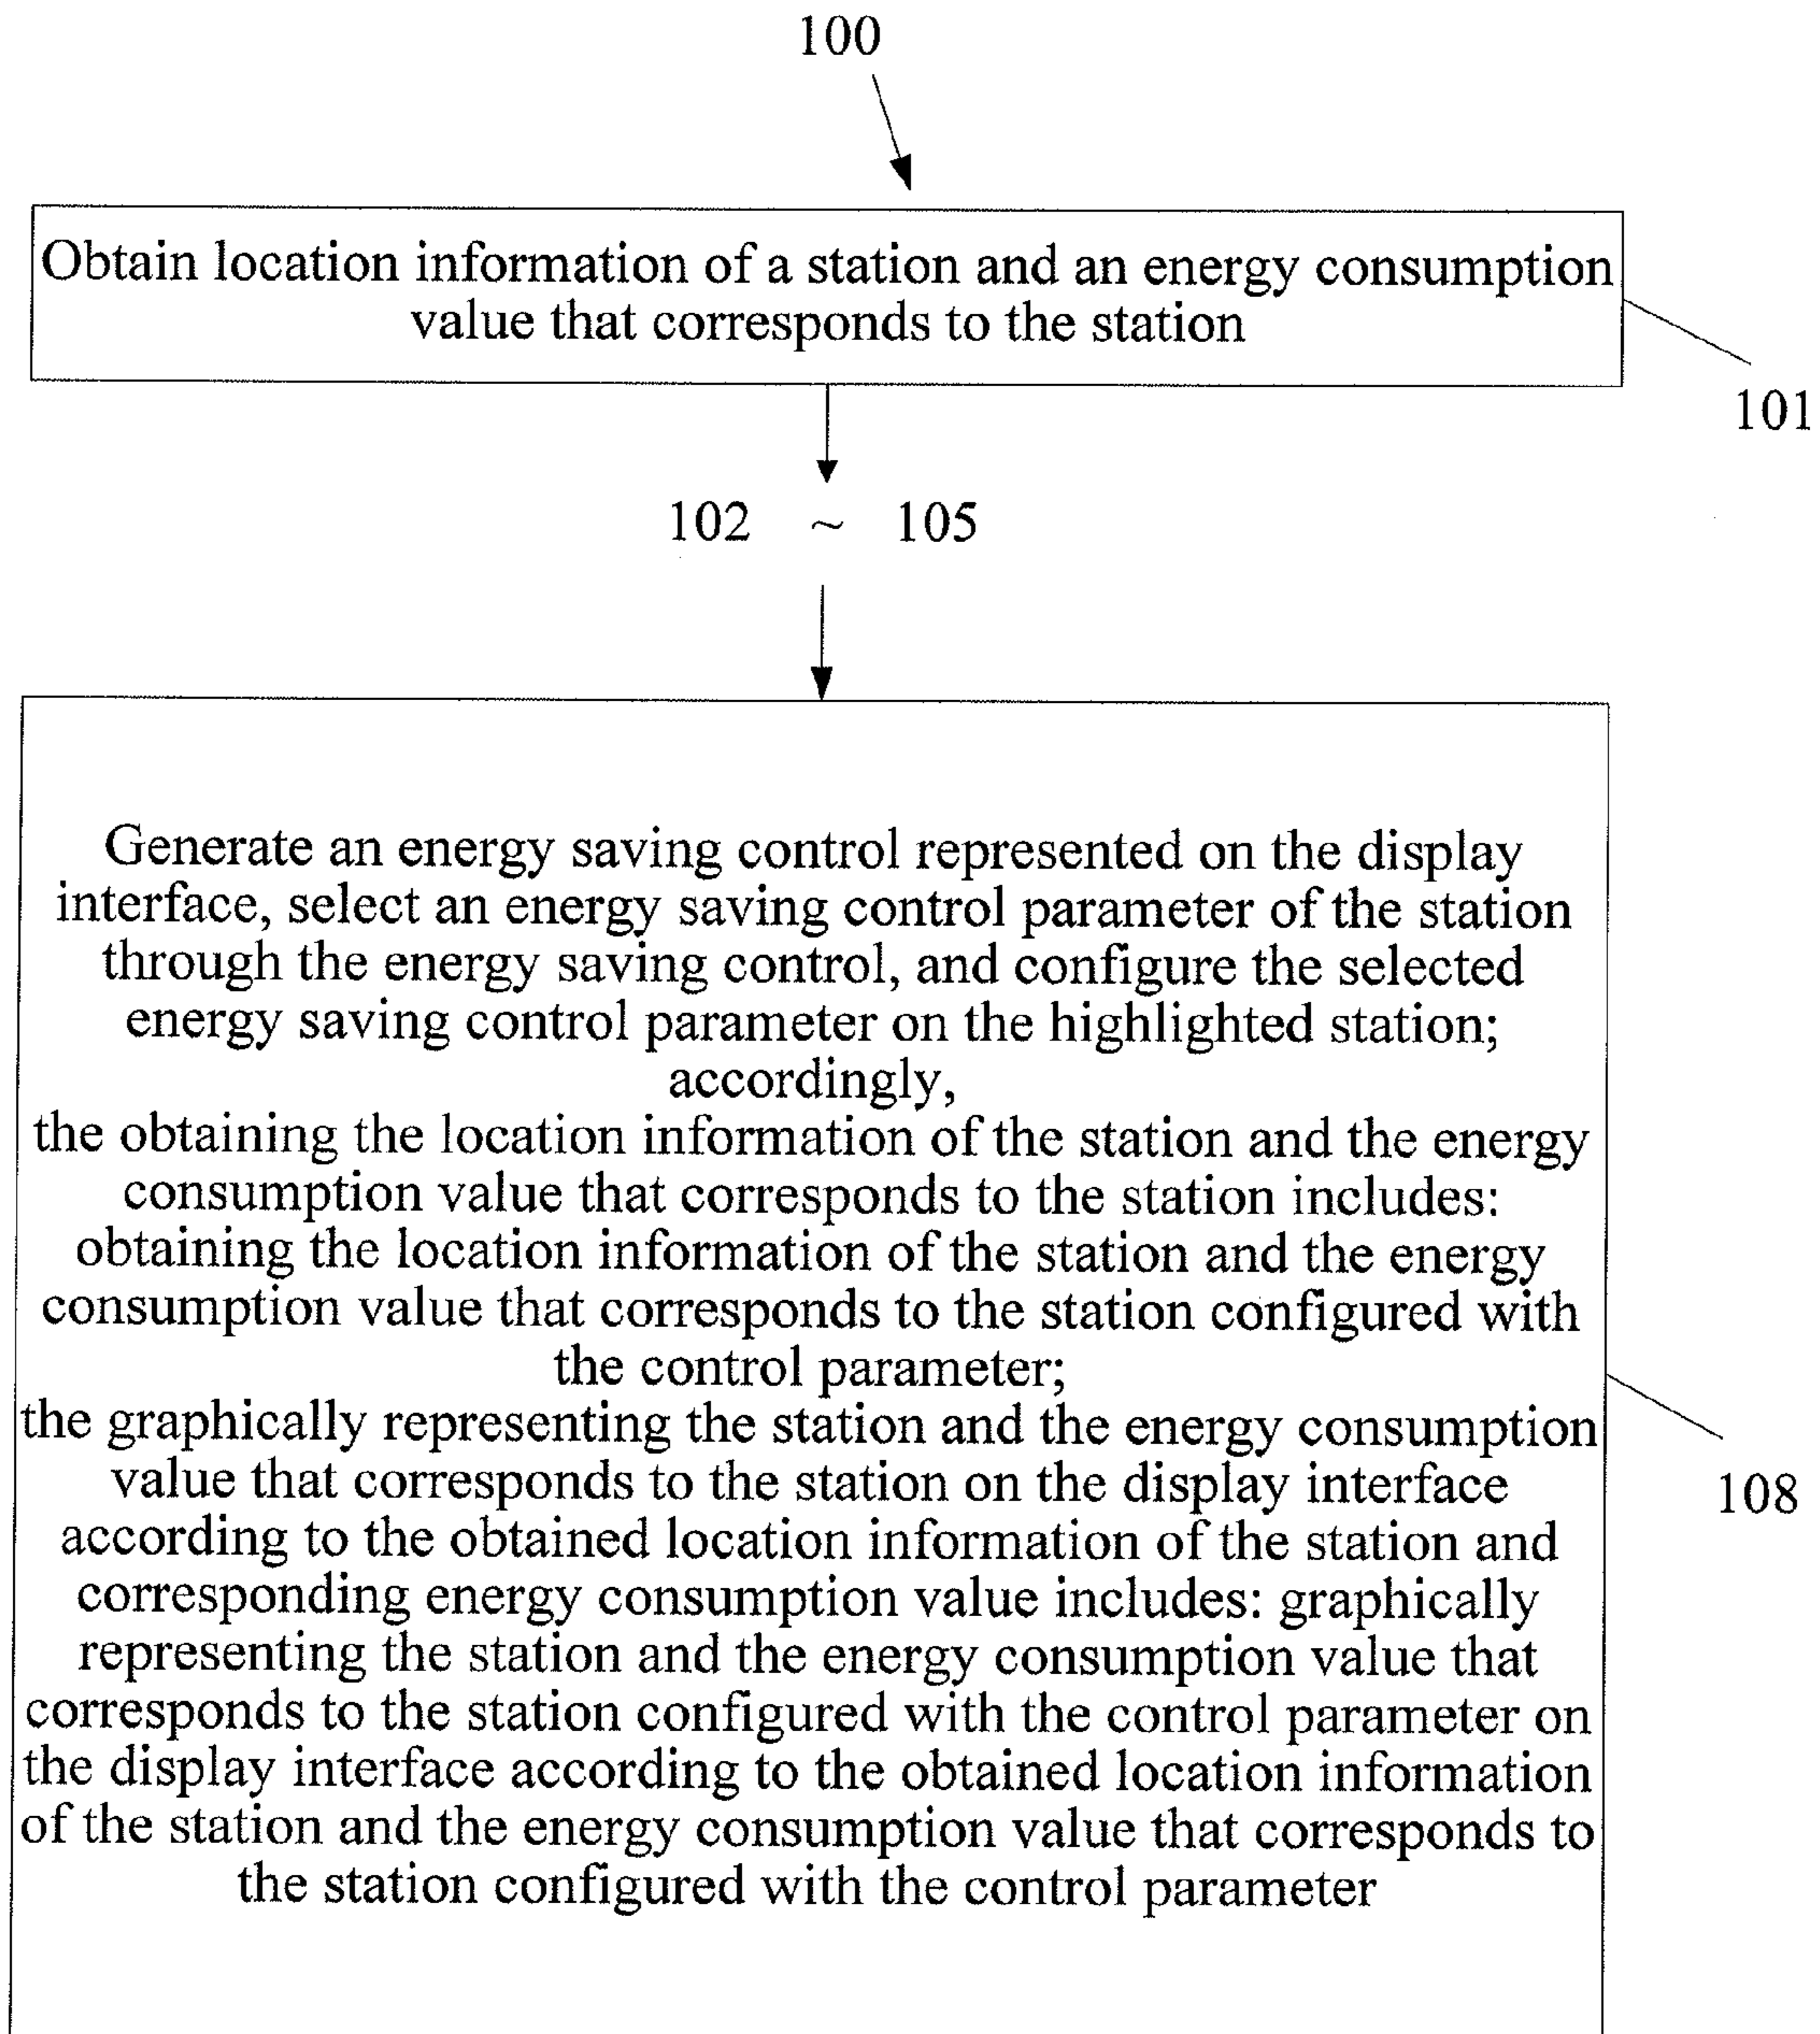 100
Obtain location information of a station and an energy consumption
value that corresponds to the station
101
102 ~ 105
Generate an energy saving control represented on the display
interface, select an energy saving control parameter of the station
through the energy saving control, and configure the selected
energy saving control parameter on the highlighted station;
accordingly,
the obtaining the location information of the station and the energy
consumption value that corresponds to the station includes:
obtaining the location information of the station and the energy
consumption value that corresponds to the station configured with
the control parameter;
the graphically representing the station and the energy consumption
value that corresponds to the station on the display interface
according to the obtained location information of the station and
corresponding energy consumption value includes: graphically
representing the station and the energy consumption value that
corresponds to the station configured with the control parameter on
the display interface according to the obtained location information
of the station and the energy consumption value that corresponds to
the station configured with the control parameter
108